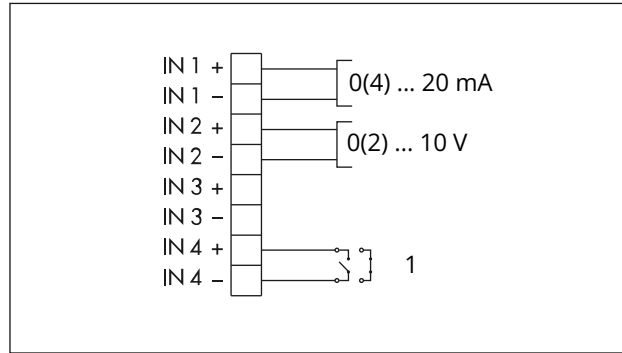 IN 1 +
IN 1 –
0(4) ... 20 mA
IN 2 +
IN 2 –
0(2) ... 10 V
IN 3 +
IN 3 –
IN 4 +
IN 4 –
1